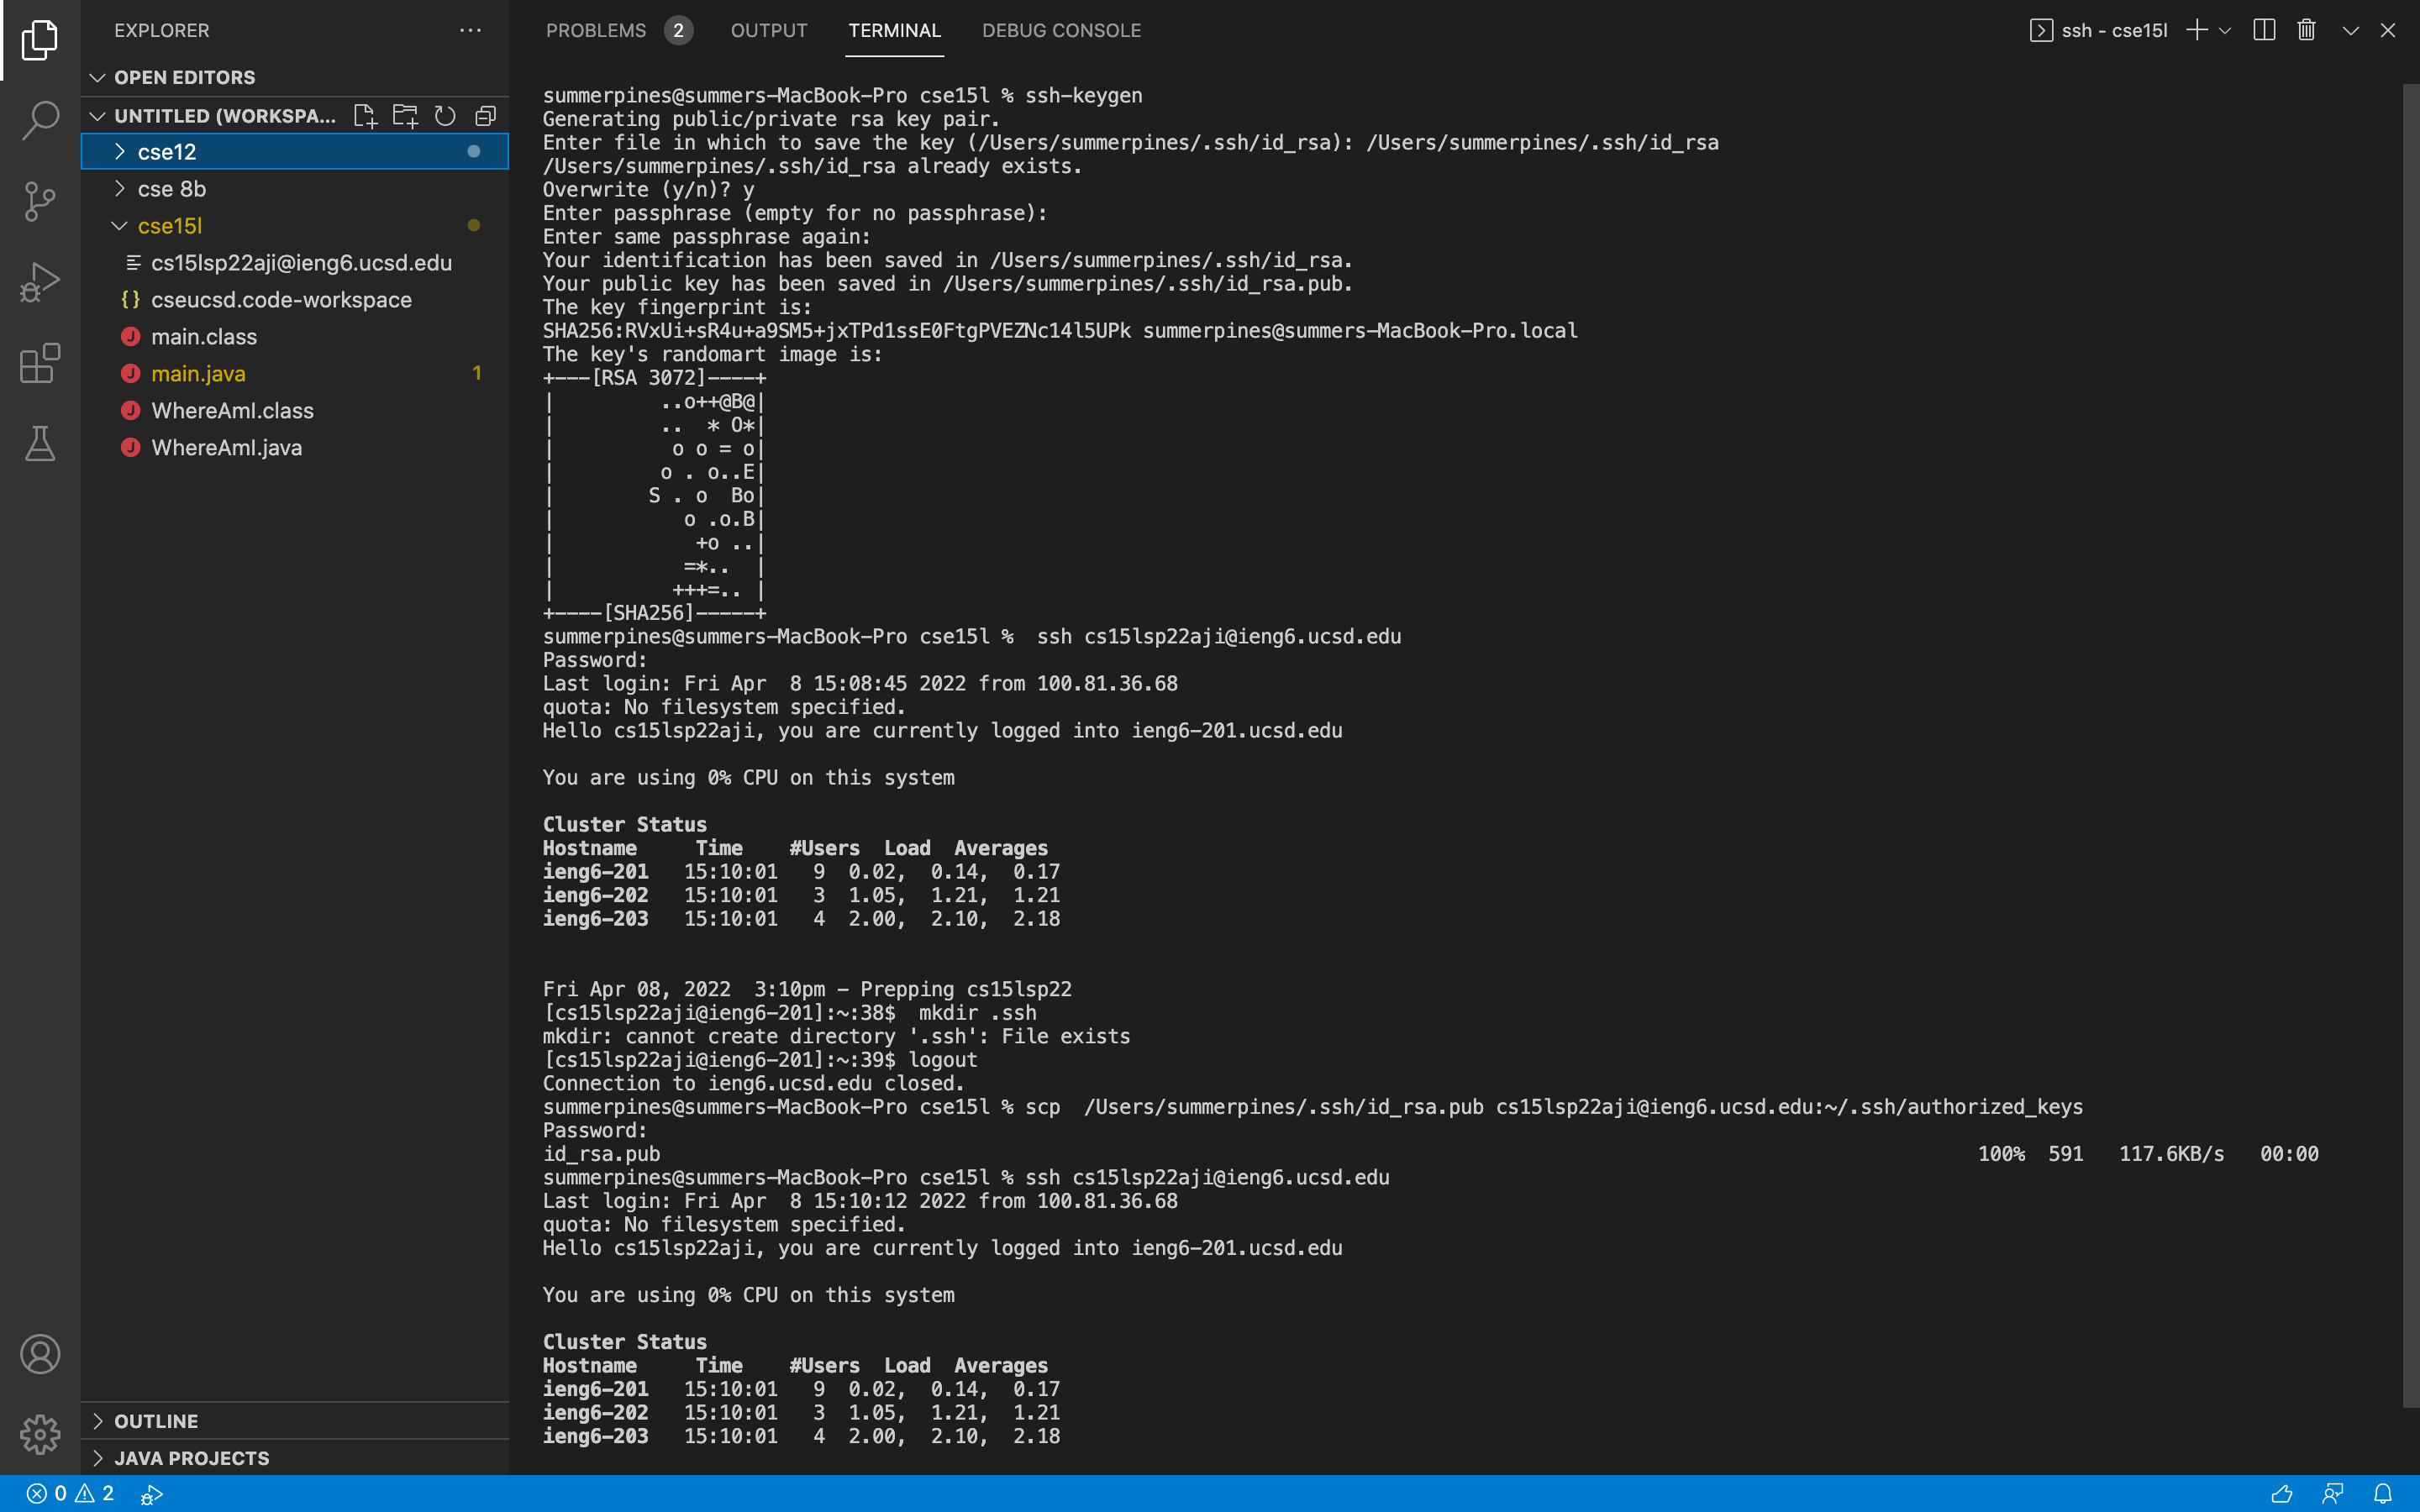 EXPLORER
OPEN EDITORS
UNTITLED (WORKSPA...
cse12
cse 8b
cse15l
cs15lsp22aji@ieng6.ucsd.edu
{} cseucsd.code-workspace
J main.class
J main.java 1
J WhereAmI.class
J WhereAmI.java
OUTLINE
JAVA PROJECTS
PROBLEMS 2 OUTPUT TERMINAL DEBUG CONSOLE ssh - cse15l
summerpines@summers-MacBook-Pro cse15l % ssh-keygen
Generating public/private rsa key pair.
Enter file in which to save the key (/Users/summerpines/.ssh/id_rsa): /Users/summerpines/.ssh/id_rsa
/Users/summerpines/.ssh/id_rsa already exists.
Overwrite (y/n)? y
Enter passphrase (empty for no passphrase):
Enter same passphrase again:
Your identification has been saved in /Users/summerpines/.ssh/id_rsa.
Your public key has been saved in /Users/summerpines/.ssh/id_rsa.pub.
The key fingerprint is:
SHA256:RVxUi+sR4u+a9SM5+jxTPd1ssE0FtgPVEZNc14l5UPk summerpines@summers-MacBook-Pro.local
The key's randomart image is:
+---[RSA 3072]----+
|         ..o++@B@|
|         ..  * O*|
|          o o = o|
|         o . o..E|
|        S . o  Bo|
|           o .o.B|
|            +o ..|
|           =*..  |
|          +++=.. |
+----[SHA256]-----+
summerpines@summers-MacBook-Pro cse15l %  ssh cs15lsp22aji@ieng6.ucsd.edu
Password:
Last login: Fri Apr  8 15:08:45 2022 from 100.81.36.68
quota: No filesystem specified.
Hello cs15lsp22aji, you are currently logged into ieng6-201.ucsd.edu
You are using 0% CPU on this system
Cluster Status
Hostname     Time    #Users  Load  Averages
ieng6-201   15:10:01   9  0.02,  0.14,  0.17
ieng6-202   15:10:01   3  1.05,  1.21,  1.21
ieng6-203   15:10:01   4  2.00,  2.10,  2.18
Fri Apr 08, 2022  3:10pm - Prepping cs15lsp22
[cs15lsp22aji@ieng6-201]:~:38$  mkdir .ssh
mkdir: cannot create directory '.ssh': File exists
[cs15lsp22aji@ieng6-201]:~:39$ logout
Connection to ieng6.ucsd.edu closed.
summerpines@summers-MacBook-Pro cse15l % scp  /Users/summerpines/.ssh/id_rsa.pub cs15lsp22aji@ieng6.ucsd.edu:~/.ssh/authorized_keys
Password:
id_rsa.pub 100%  591   117.6KB/s   00:00
summerpines@summers-MacBook-Pro cse15l % ssh cs15lsp22aji@ieng6.ucsd.edu
Last login: Fri Apr  8 15:10:12 2022 from 100.81.36.68
quota: No filesystem specified.
Hello cs15lsp22aji, you are currently logged into ieng6-201.ucsd.edu
You are using 0% CPU on this system
Cluster Status
Hostname     Time    #Users  Load  Averages
ieng6-201   15:10:01   9  0.02,  0.14,  0.17
ieng6-202   15:10:01   3  1.05,  1.21,  1.21
ieng6-203   15:10:01   4  2.00,  2.10,  2.18
0 2